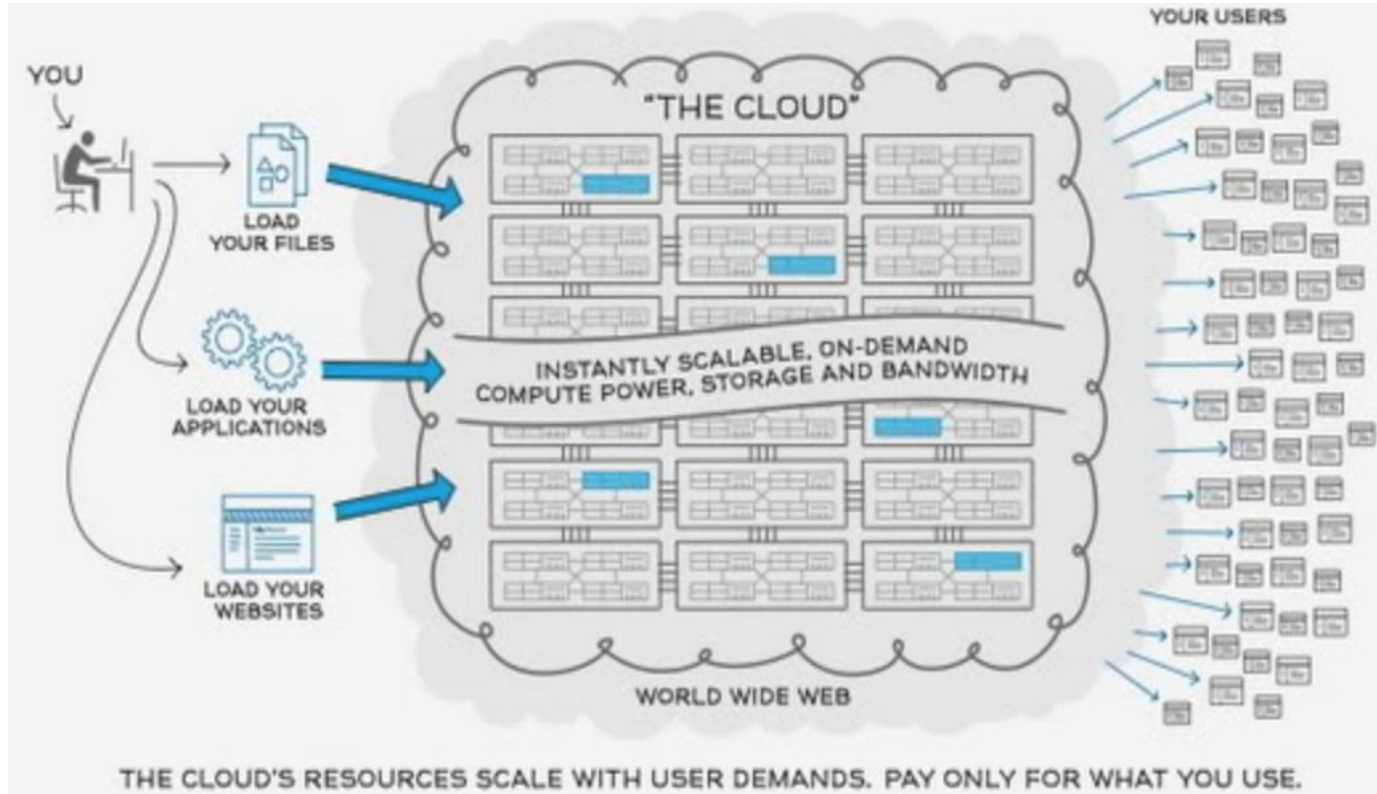 YOUR USERS
YOU
"THE CLOUD"
LOAD
YOUR FILES
INSTANTLY SCALABLE, ON-DEMAND
COMPUTE POWER, STORAGE AND BANDWIDTH
LOAD YOUR
APPLICATIONS
LOAD YOUR
WEBSITES
WORLD WIDE WEB
THE CLOUD'S RESOURCES SCALE WITH USER DEMANDS. PAY ONLY FOR WHAT YOU USE.